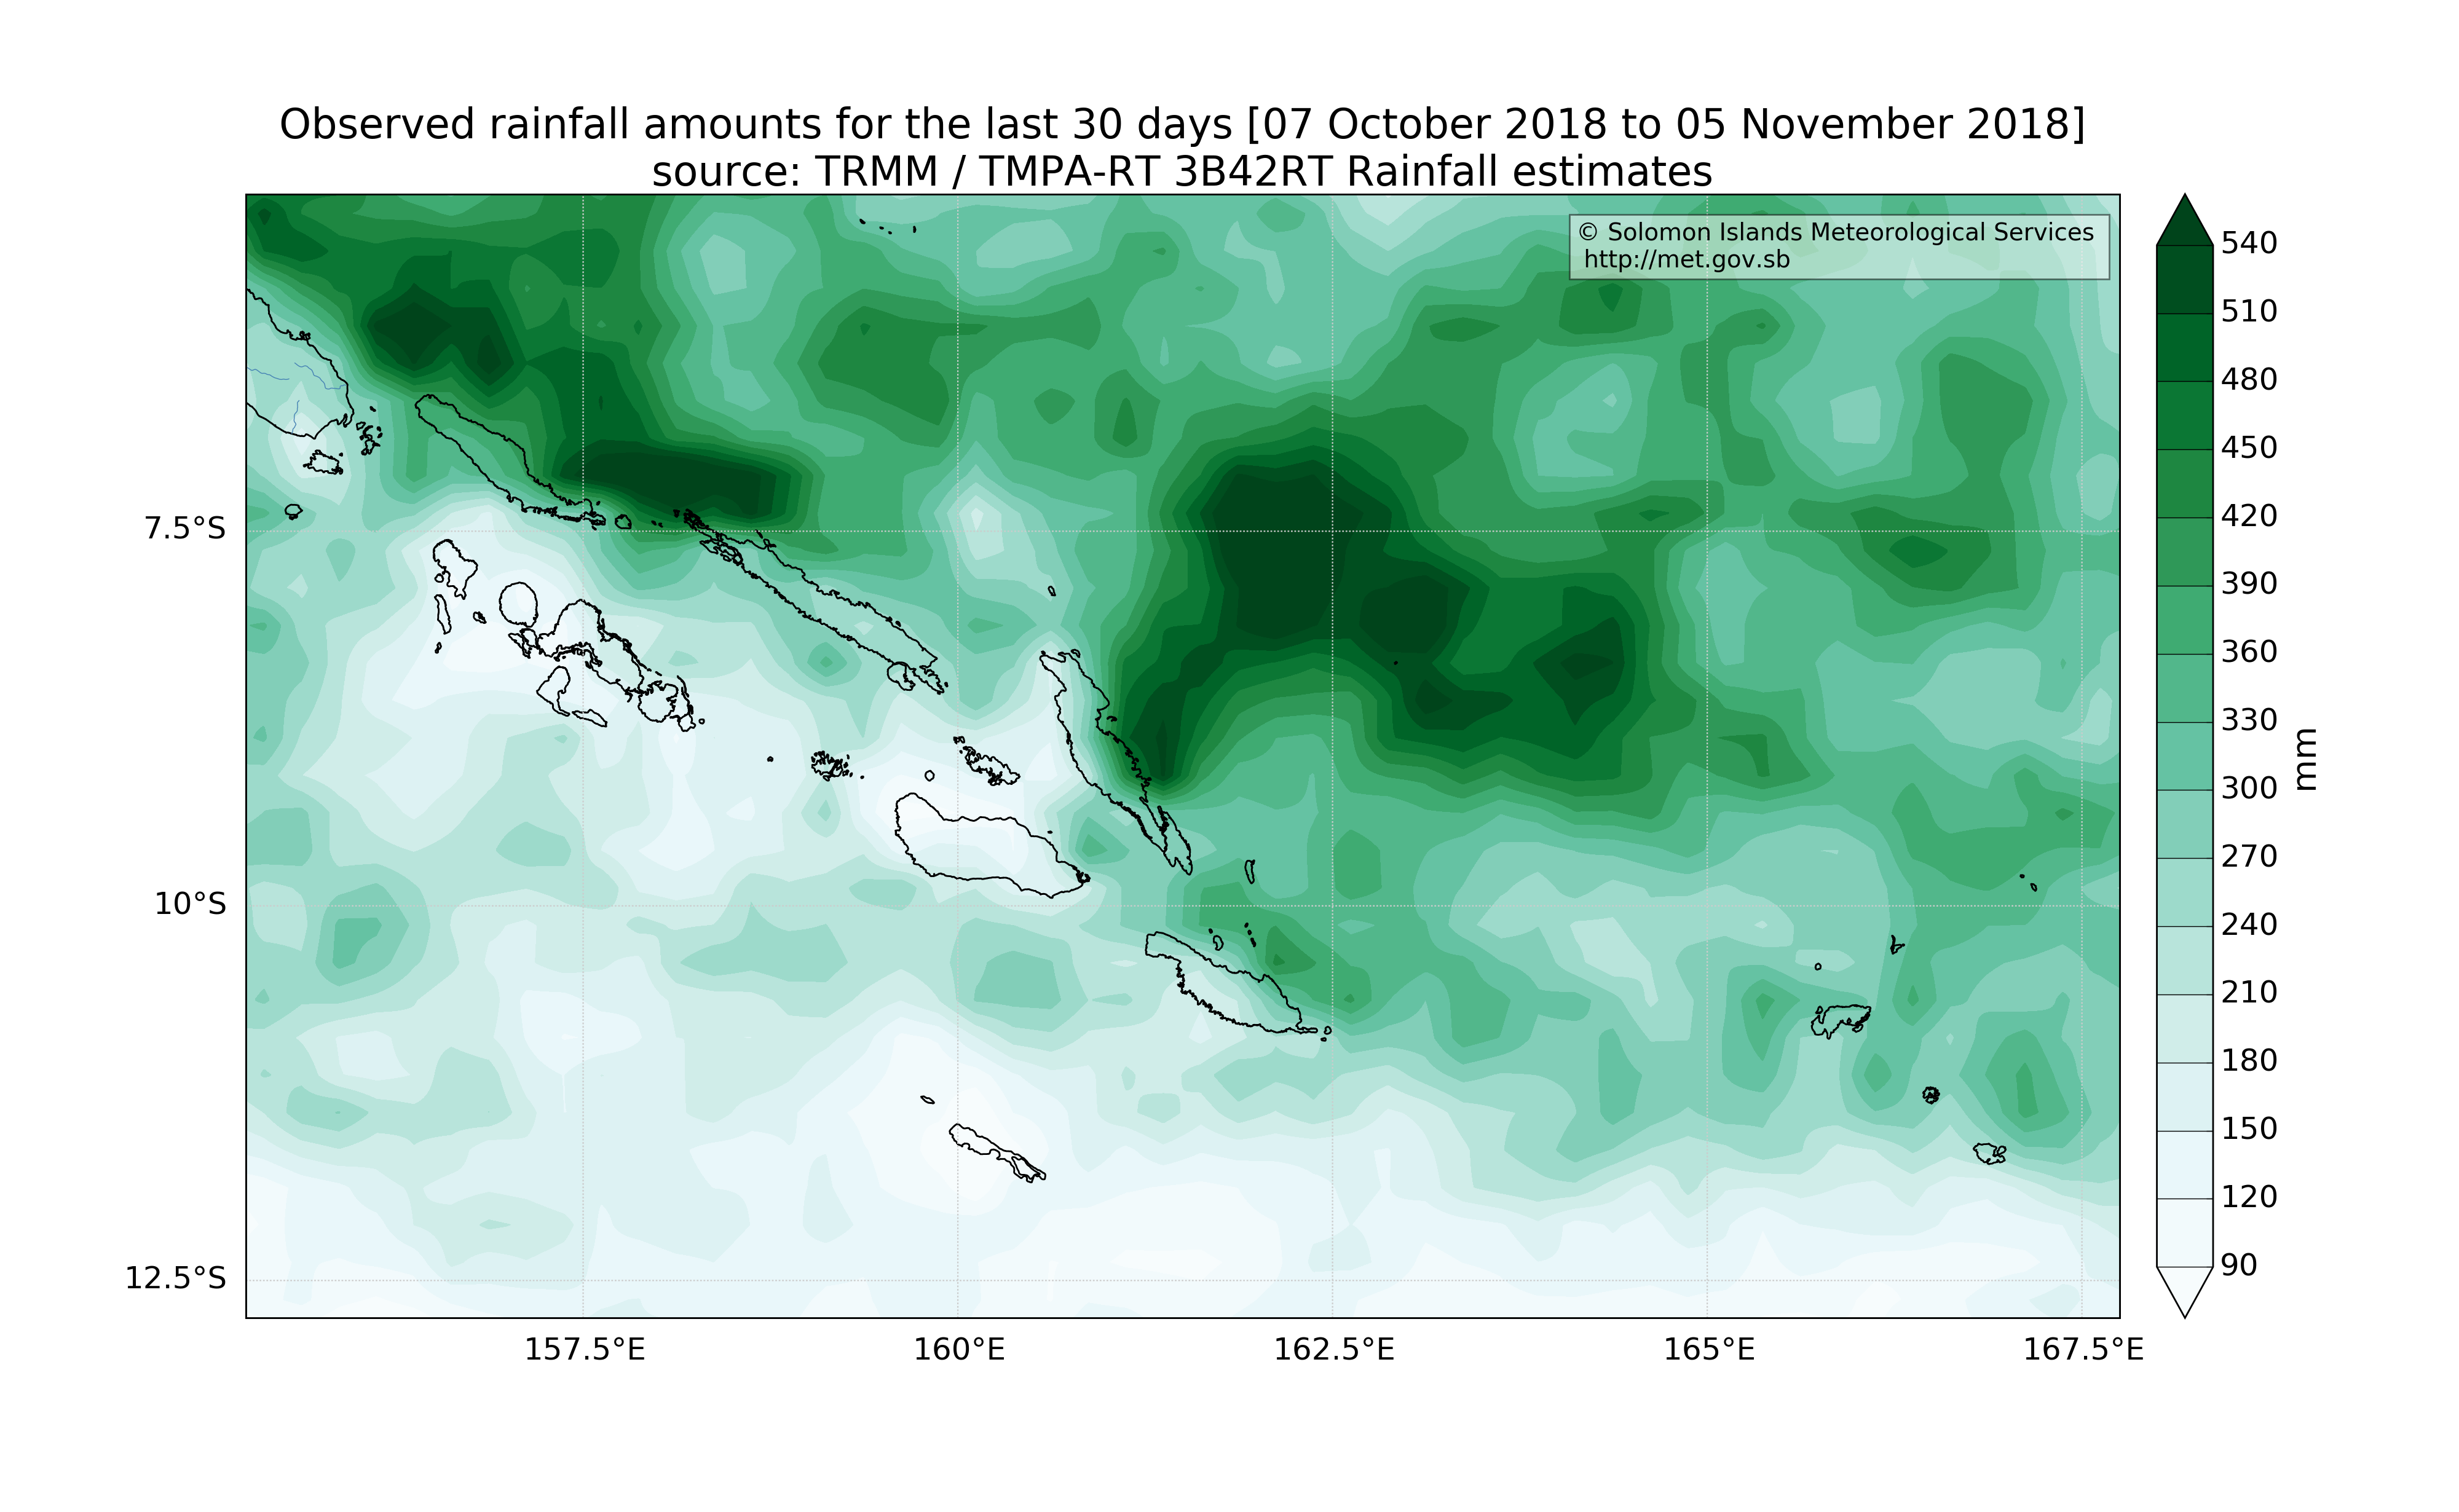 Observed rainfall amounts for the last 30 days [07 October 2018 to 05 November 2018]
source: TRMM / TMPA-RT 3B42RT Rainfall estimates
© Solomon Islands Meteorological Services
http://met.gov.sb
7.5°S
10°S
12.5°S
157.5°E
160°E
162.5°E
165°E
167.5°E
540
510
480
450
420
390
360
330
300
270
240
210
180
150
120
90
mm